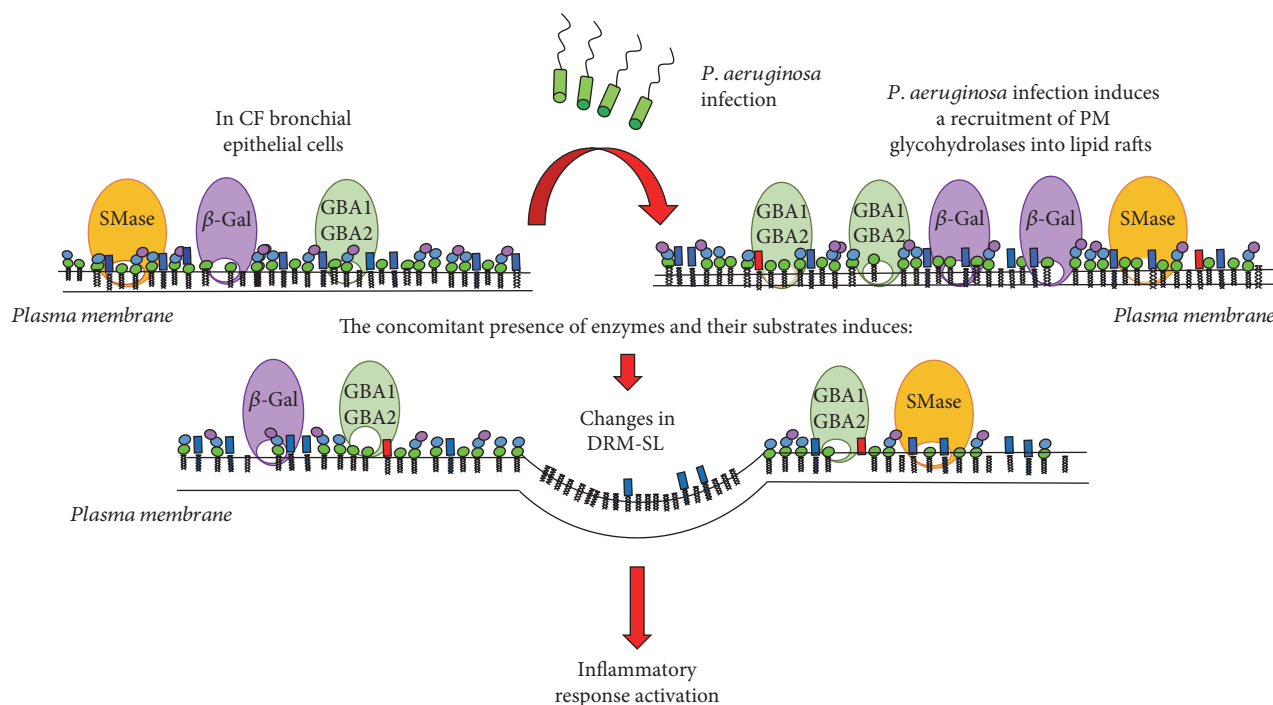 P. aeruginosa
infection
In CF bronchial
epithelial cells
P. aeruginosa infection induces
a recruitment of PM
glycohydrolases into lipid rafts
SMase
β-Gal
GBA1
GBA2
GBA1
GBA2
GBA1
GBA2
β-Gal
β-Gal
SMase
Plasma membrane
Plasma membrane
The concomitant presence of enzymes and their substrates induces:
β-Gal
GBA1
GBA2
Changes in
DRM-SL
GBA1
GBA2
SMase
Plasma membrane
Inflammatory
response activation